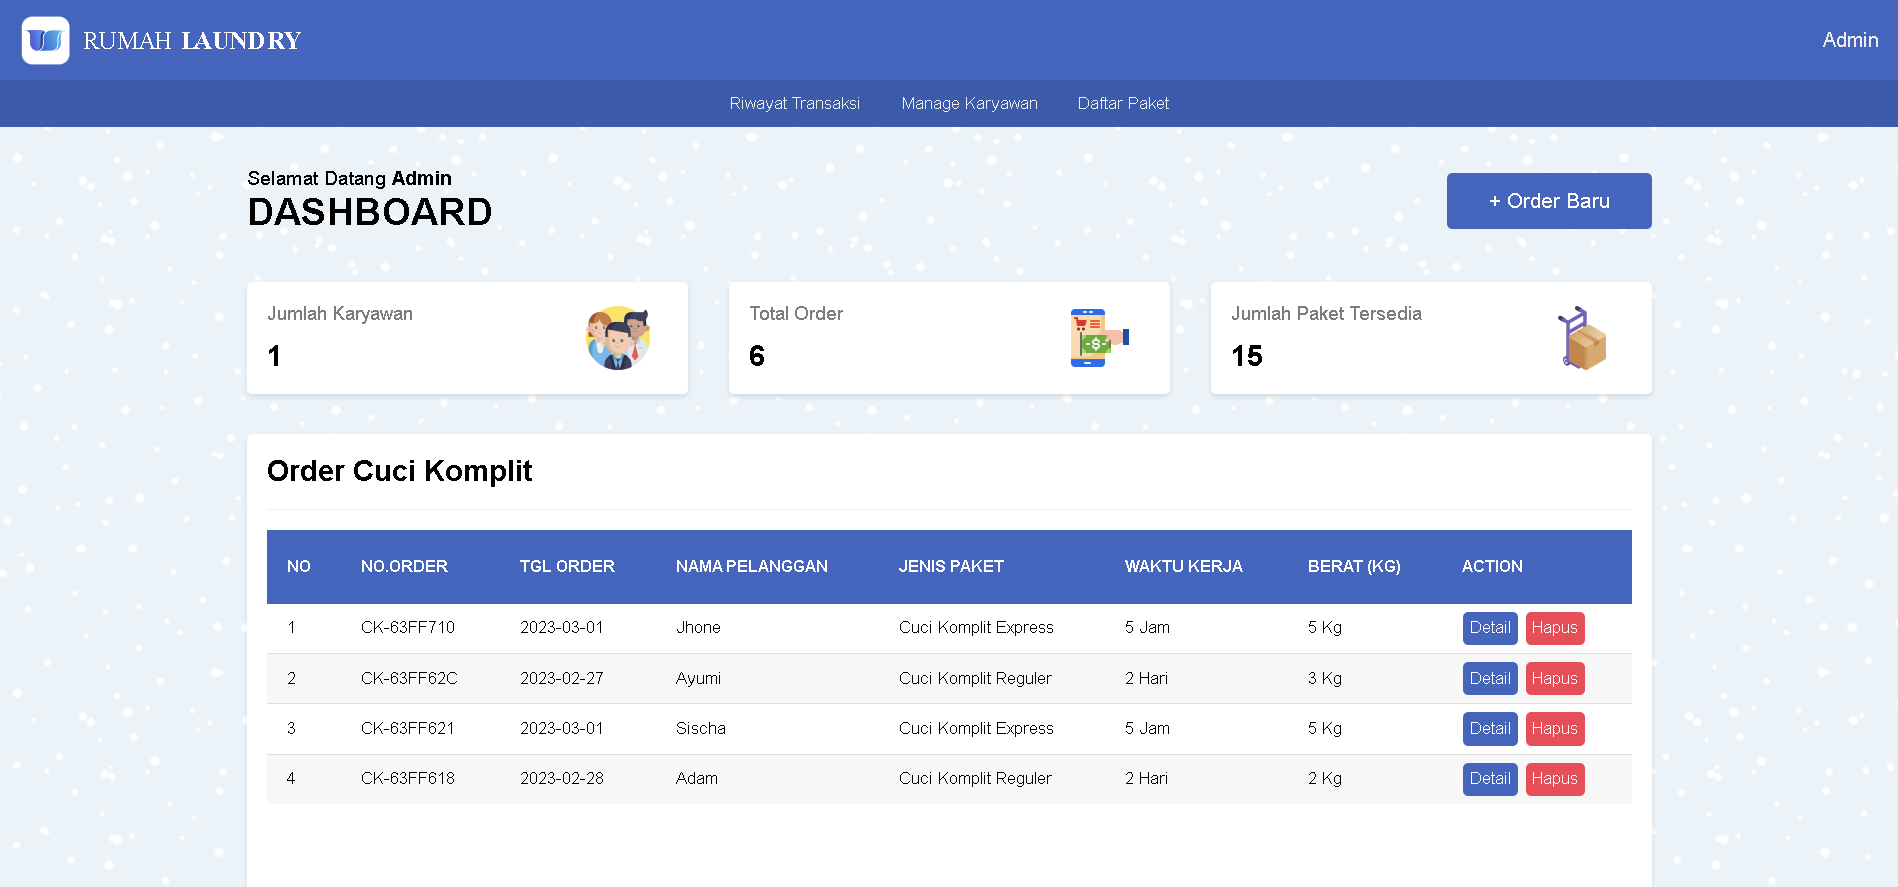 RUMAH LAUNDRY
Admin
Riwayat Transaksi Manage Karyawan Daftar Paket
Selamat Datang Admin
DASHBOARD
+ Order Baru
Jumlah Karyawan
1
Total Order
6
Jumlah Paket Tersedia
15
Order Cuci Komplit
NO NO.ORDER TGL ORDER NAMA PELANGGAN JENIS PAKET WAKTU KERJA BERAT (KG) ACTION
1 CK-63FF710 2023-03-01 Jhone Cuci Komplit Express 5 Jam 5 Kg Detail Hapus
2 CK-63FF62C 2023-02-27 Ayumi Cuci Komplit Reguler 2 Hari 3 Kg Detail Hapus
3 CK-63FF621 2023-03-01 Sischa Cuci Komplit Express 5 Jam 5 Kg Detail Hapus
4 CK-63FF618 2023-02-28 Adam Cuci Komplit Reguler 2 Hari 2 Kg Detail Hapus